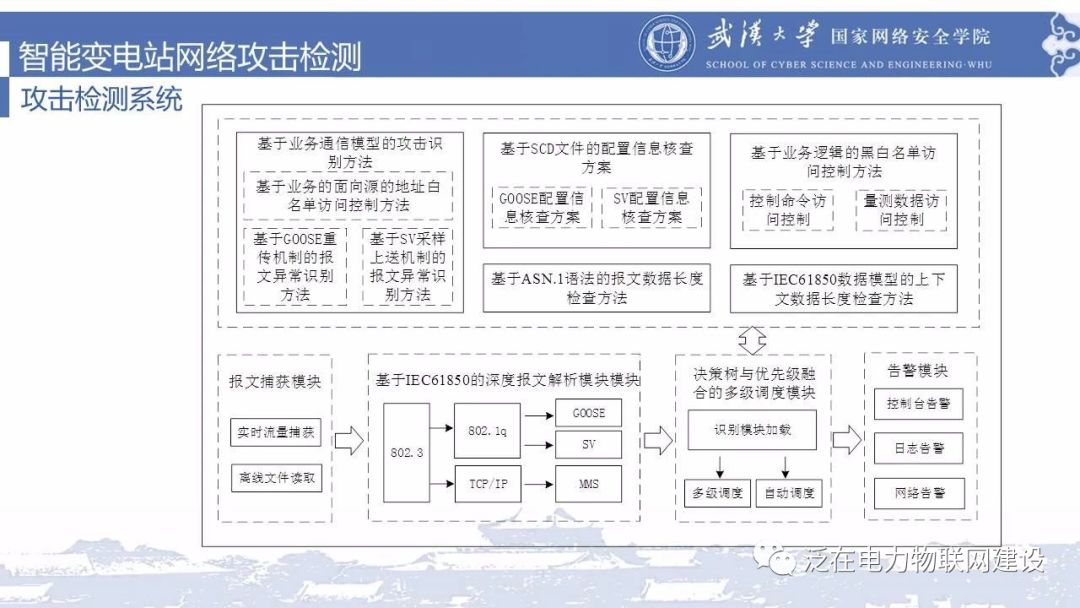 智能变电站网络攻击检测
武汉大学 国家网络安全学院
SCHOOL OF CYBER SCIENCE AND ENGINEERING·WHU
攻击检测系统
基于业务通信模型的攻击识
别方法
基于业务的面向源的地址白
名单访问控制方法
基于GOOSE重
传机制的报
文异常识别
方法
基于SV采样
上送机制的
报文异常识
别方法
基于SCD文件的配置信息核查
方案
GOOSE配置信
息核查方案
SV配置信息
核查方案
基于业务逻辑的黑白名单访
问控制方法
控制命令访
问控制
量测数据访
问控制
基于ASN.1语法的报文数据长度
检查方法
基于IEC61850数据模型的上下
文数据长度检查方法
报文捕获模块
实时流量捕获
离线文件读取
基于IEC61850的深度报文解析模块模块
802.3
802.1q
TCP/IP
GOOSE
SV
MMS
决策树与优先级融
合的多级调度模块
识别模块加载
多级调度
自动调度
告警模块
控制台告警
日志告警
网络告警
泛在电力物联网建设